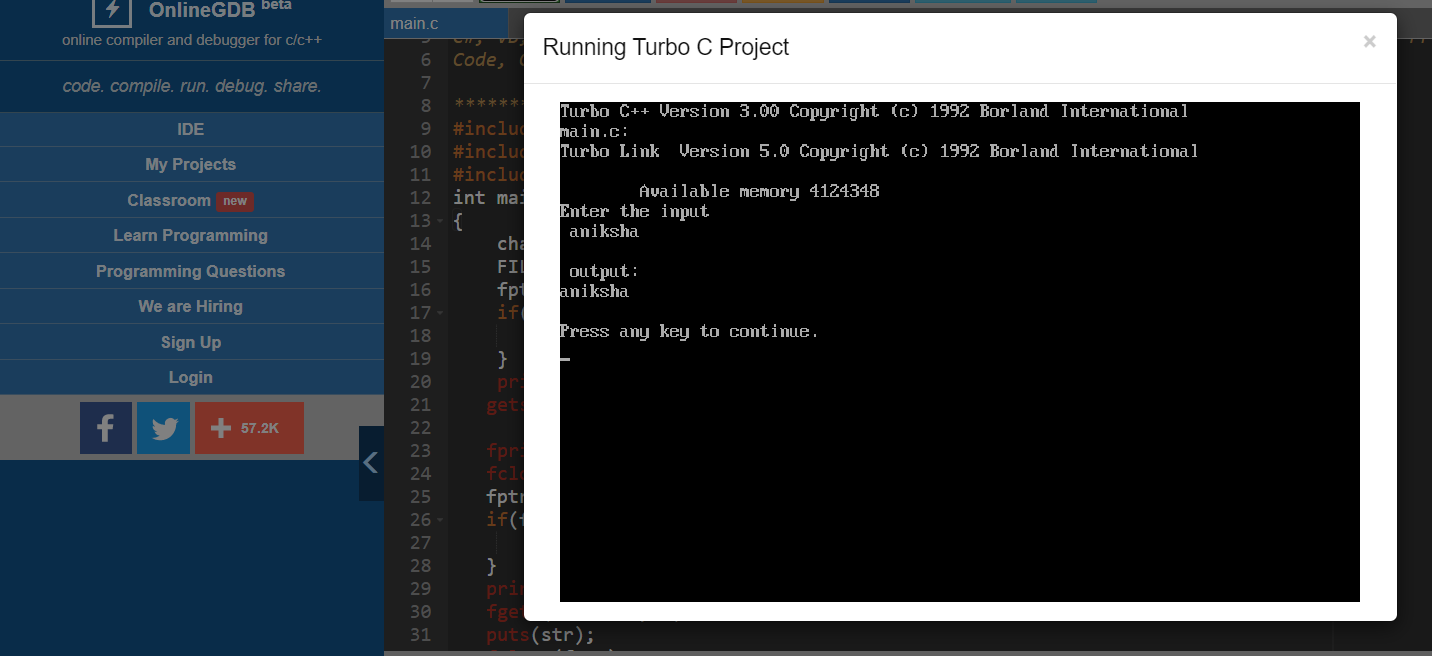 OnlineGDB beta
online compiler and debugger for c/c++
code. compile. run. debug. share.
IDE
My Projects
Classroom new
Learn Programming
Programming Questions
We are Hiring
Sign Up
Login
57.2K
main.c
6 Code,
7
8 *******
9 #inclu
10 #inclu
11 #inclu
12 int mai
13 {
14 cha
15 FIL
16 fpt
17 if(
18
19 }
20 pri
21 gets
22
23 fpri
24 fclo
25 fptr
26 if(
27
28 }
29 prin
30 fget
31 puts(str);
Running Turbo C Project
×
Turbo C++ Version 3.00 Copyright (c) 1992 Borland International
main.c:
Turbo Link Version 5.0 Copyright (c) 1992 Borland International
Available memory 4124348
Enter the input
aniksha
output:
aniksha
Press any key to continue.